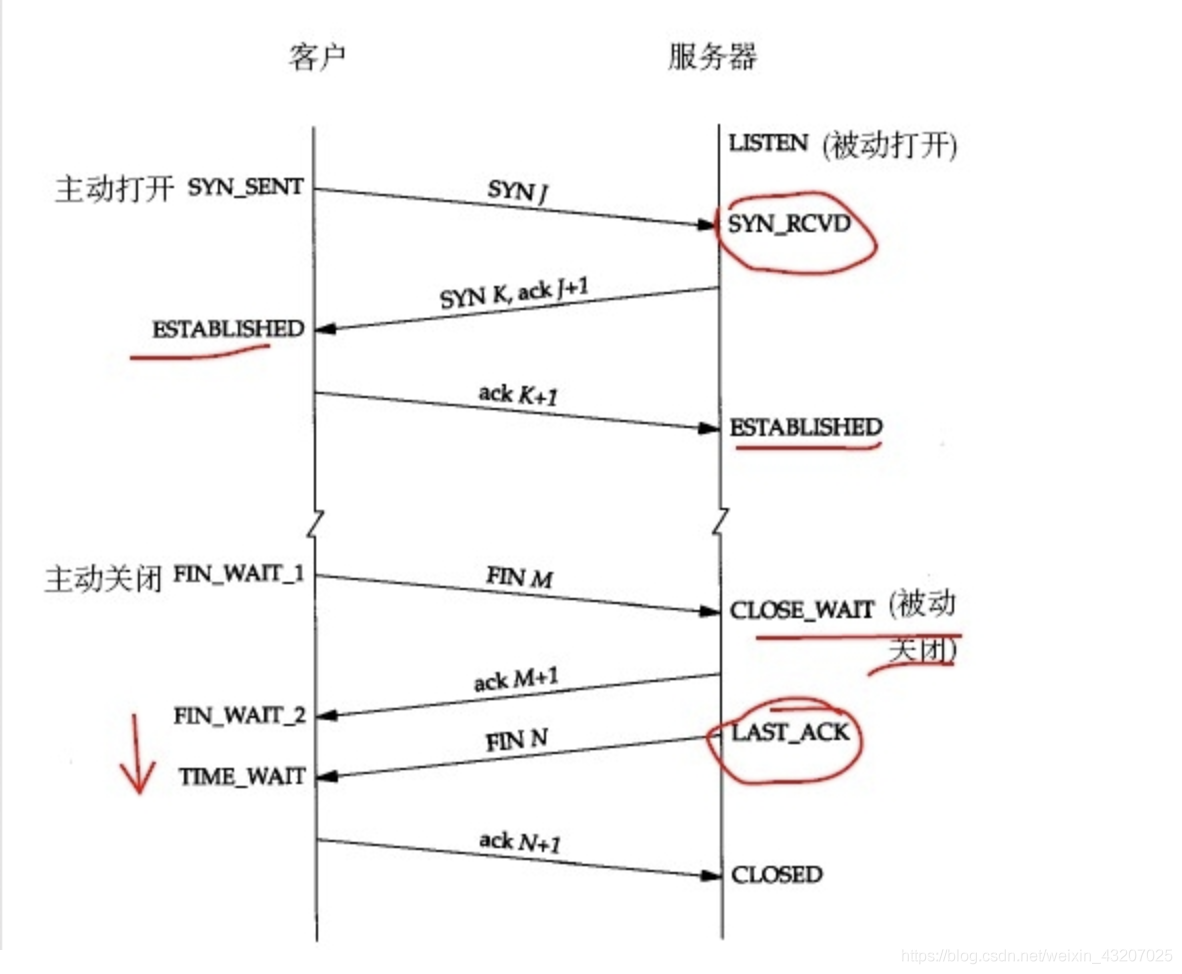 客户 服务器
LISTEN (被动打开)
主动打开 SYN_SENT SYN J
SYN_RCVD
SYN K, ack J+1
ESTABLISHED
ack K+1
ESTABLISHED
主动关闭 FIN_WAIT_1 FIN M
CLOSE_WAIT (被动
关闭)
ack M+1
FIN_WAIT_2
LAST_ACK
FIN N
TIME_WAIT
ack N+1
CLOSED
https://blog.csdn.net/weixin_43207025